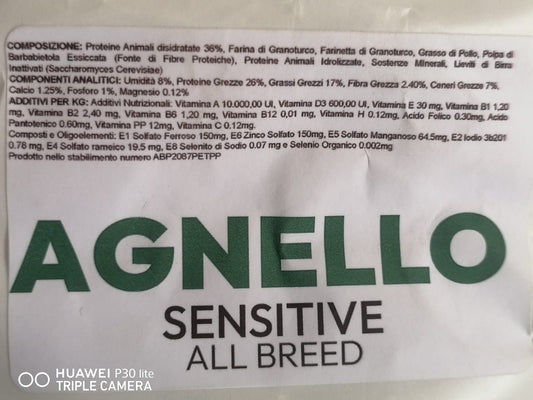 COMPOSIZIONE: Proteine Animali disidratate 36%, Farina di Granoturco, Farinetta di Granoturco, Grasso di Pollo, Polpa di
Barbabietola Essiccata (Fonte di Fibre Proteiche), Proteine Animali Idrolizzate, Sostenze Minerali, Lieviti di Birra
Inattivati (Saccharomyces Cerevisiae)
COMPONENTI ANALITICI: Umidità 8%, Proteine Grezze 26%, Grassi Grezzi 17%, Fibra Grezza 2.40%, Ceneri Grezze 7%,
Calcio 1.25%, Fosforo 1%, Magnesio 0.12%
ADDITIVI PER KG: Additivi Nutrizionali: Vitamina A 10.000,00 UI, Vitamina D3 600,00 UI, Vitamina E 30 mg, Vitamina B1 1,20
mg, Vitamina B2 2,40 mg, Vitamina B6 1,20 mg, Vitamina B12 0,01 mg, Vitamina H 0.12mg, Acido Folico 0.30mg, Acido
Pantotenico 0.60mg, Vitamina PP 12mg, Vitamina C 0.12mg.
Composti e Oligoelementi: E1 Solfato Ferroso 150mg, E6 Zinco Solfato 150mg, E5 Solfato Manganoso 64.5mg, E2 Iodio 3b201
0.78 mg, E4 Solfato rameico 19.5 mg, E8 Selenito di Sodio 0.07 mg e Selenio Organico 0.002mg
Prodotto nello stabilimento numero ABP2087PETPP
AGNELLO
SENSITIVE
ALL BREED
HUAWEI P30 lite
TRIPLE CAMERA